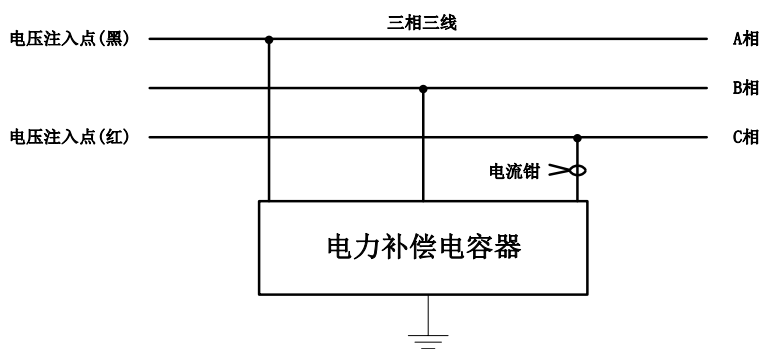 三相三线
电压注入点(黑) A相
B相
电压注入点(红) C相
电流钳
电力补偿电容器